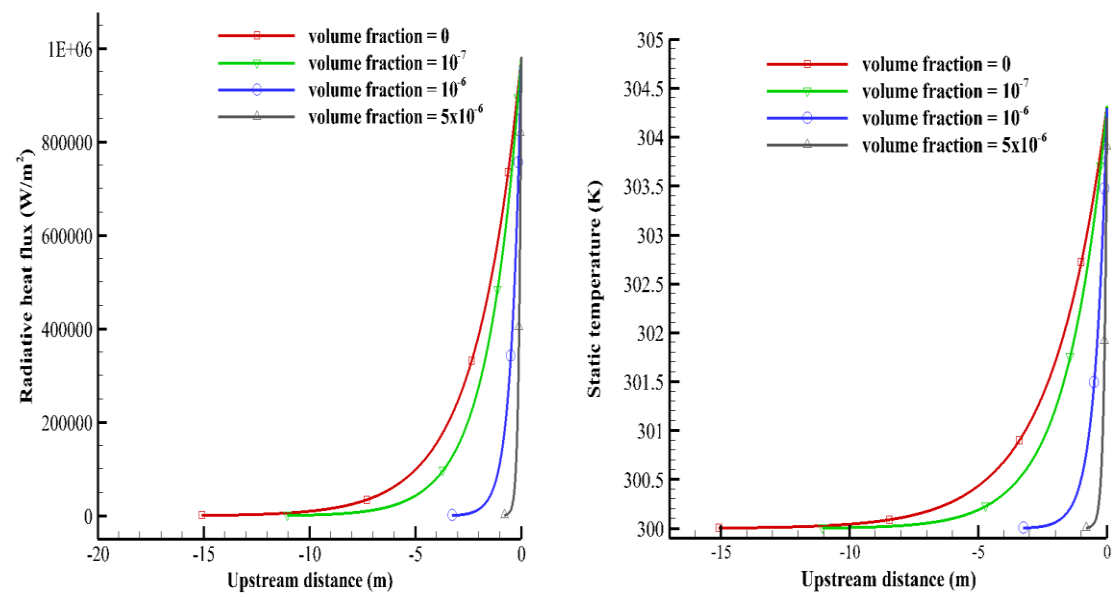 volume fraction = 0
volume fraction = 10⁻⁷
volume fraction = 10⁻⁶
volume fraction = 5x10⁻⁶
Radiative heat flux (W/m²)
1E+06
800000
600000
400000
200000
0
-20 -15 -10 -5 0
Upstream distance (m)
volume fraction = 0
volume fraction = 10⁻⁷
volume fraction = 10⁻⁶
volume fraction = 5x10⁻⁶
Static temperature (K)
305
304.5
304
303.5
303
302.5
302
301.5
301
300.5
300
-15 -10 -5 0
Upstream distance (m)